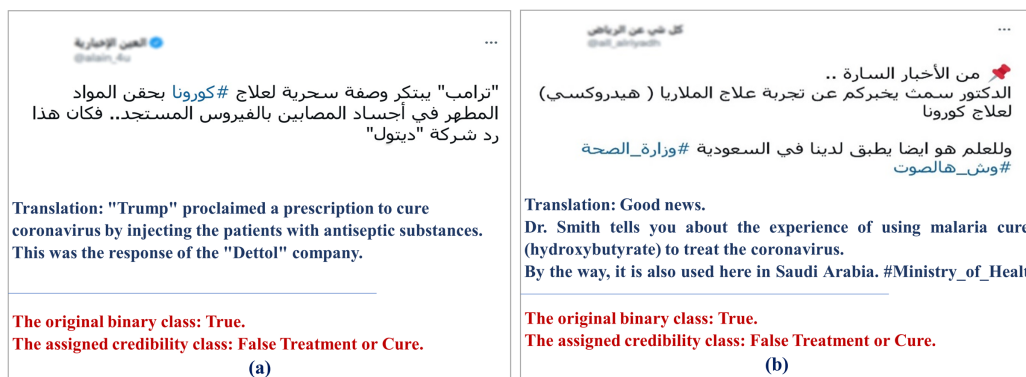 العين الإخبارية
@alain_4u
"ترامب" يبتكر وصفة سحرية لعلاج #كورونا بحقن المواد
المطهر في أجساد المصابين بالفيروس المستجد.. فكان هذا
رد شركة "ديتول"
Translation: "Trump" proclaimed a prescription to cure
coronavirus by injecting the patients with antiseptic substances.
This was the response of the "Dettol" company.
The original binary class: True.
The assigned credibility class: False Treatment or Cure.
(a)
كل شي عن الرياض
@all_alriyadh
من الأخبار السارة ..
الدكتور سمث يخبركم عن تجربة علاج الملاريا ( هيدروكسي)
لعلاج كورونا
وللعلم هو ايضا يطبق لدينا في السعودية #وزارة_الصحة
#وش_هالصوت
Translation: Good news.
Dr. Smith tells you about the experience of using malaria cure
(hydroxybutyrate) to treat the coronavirus.
By the way, it is also used here in Saudi Arabia. #Ministry_of_Healt
The original binary class: True.
The assigned credibility class: False Treatment or Cure.
(b)